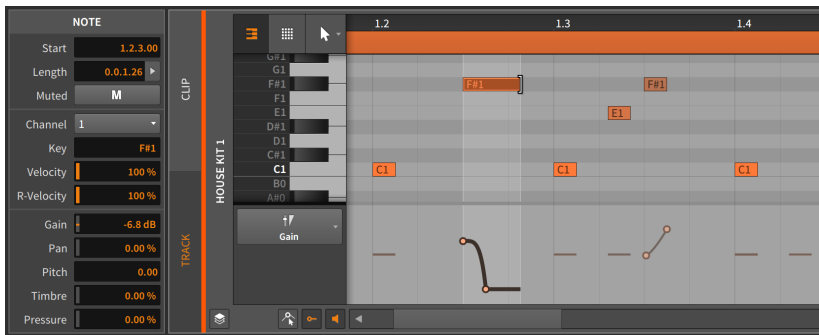 NOTE
Start 1.2.3.00
Length 0.0.1.26
Muted M
Channel 1
Key F#1
Velocity 100 %
R-Velocity 100 %
Gain -6.8 dB
Pan 0.00 %
Pitch 0.00
Timbre 0.00 %
Pressure 0.00 %
CLIP
TRACK
HOUSE KIT 1
1.2 1.3 1.4
G#1
G1
F#1 F#1 F#1
F1
E1 E1
D#1
D1
C#1
C1 C1 C1 C1
B0
A#0
Gain